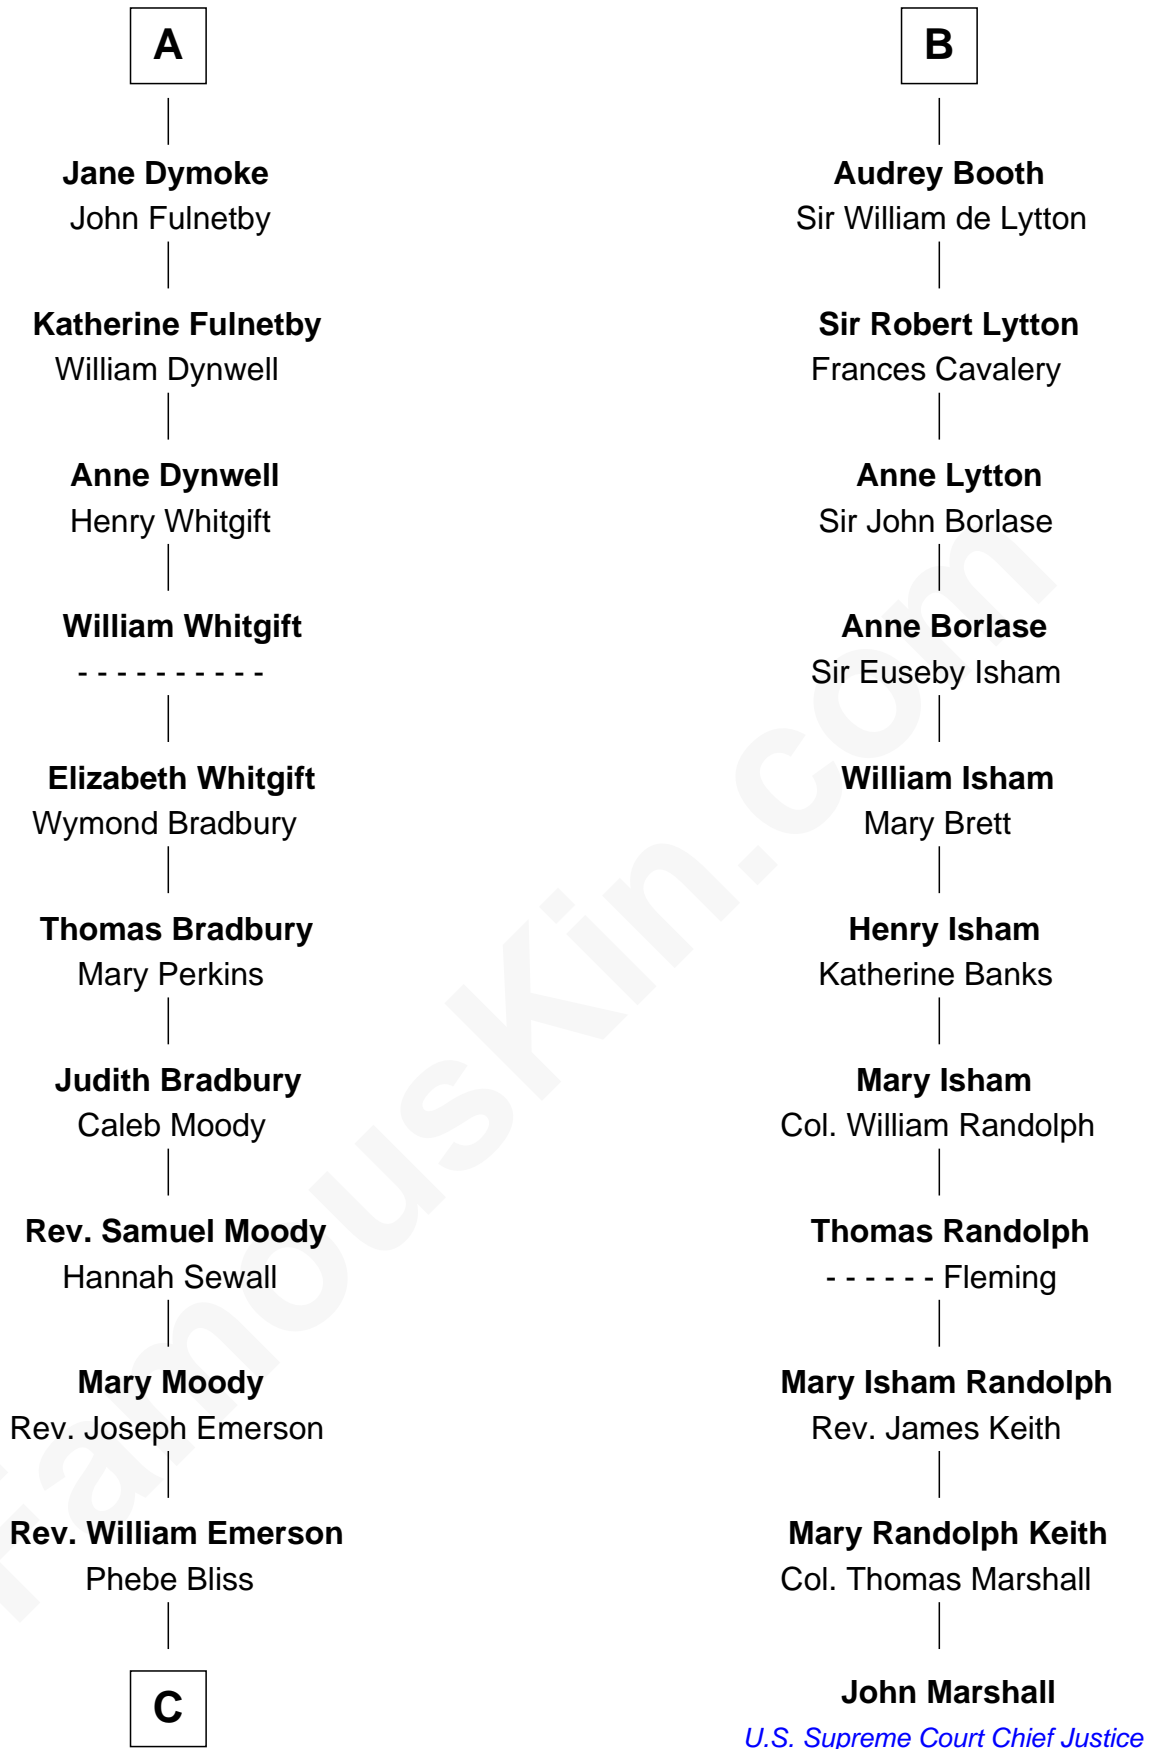 A
Jane Dymoke
John Fulnetby
Katherine Fulnetby
William Dynwell
Anne Dynwell
Henry Whitgift
William Whitgift
- - - - - - - - - -
Elizabeth Whitgift
Wymond Bradbury
Thomas Bradbury
Mary Perkins
Judith Bradbury
Caleb Moody
Rev. Samuel Moody
Hannah Sewall
Mary Moody
Rev. Joseph Emerson
Rev. William Emerson
Phebe Bliss
C
B
Audrey Booth
Sir William de Lytton
Sir Robert Lytton
Frances Cavalery
Anne Lytton
Sir John Borlase
Anne Borlase
Sir Euseby Isham
William Isham
Mary Brett
Henry Isham
Katherine Banks
Mary Isham
Col. William Randolph
Thomas Randolph
- - - - - - Fleming
Mary Isham Randolph
Rev. James Keith
Mary Randolph Keith
Col. Thomas Marshall
John Marshall
U.S. Supreme Court Chief Justice
FamousKin.com